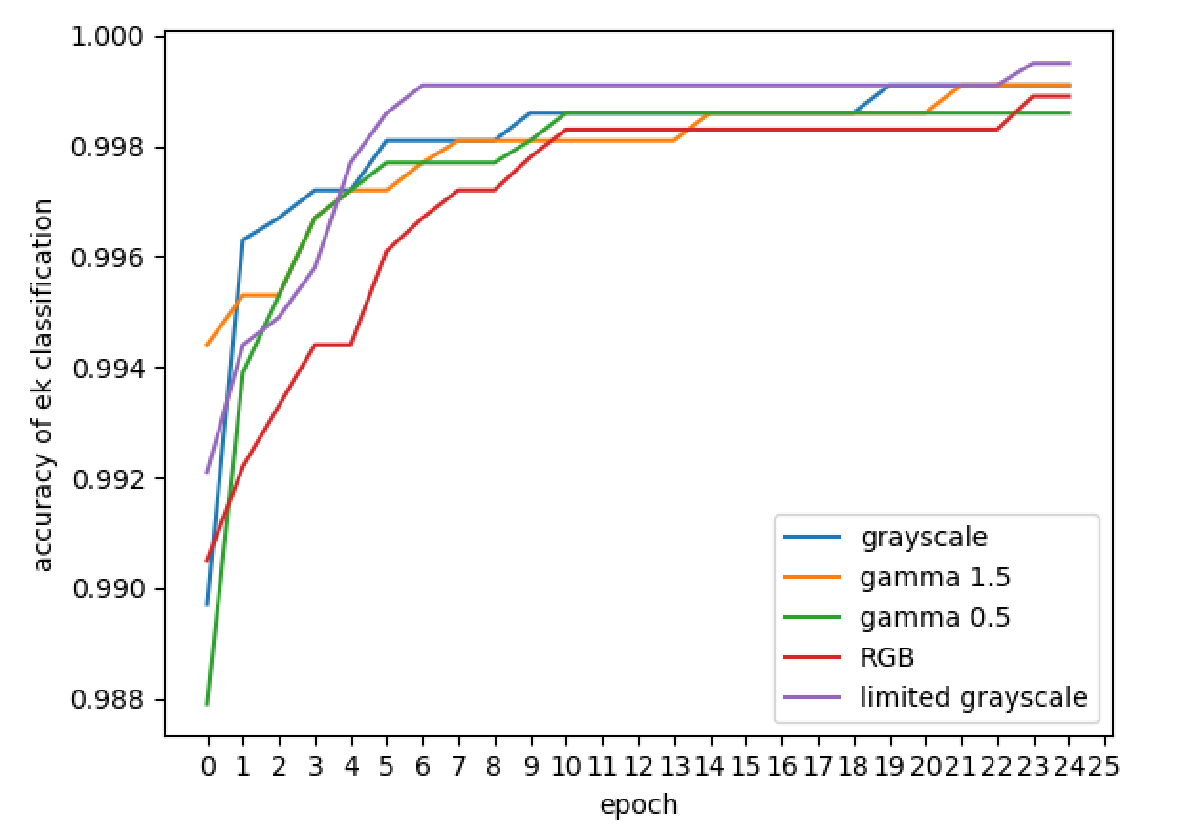 1.000
0.998
0.996
0.994
0.992
0.990
0.988
accuracy of ek classification
grayscale
gamma 1.5
gamma 0.5
RGB
limited grayscale
0 1 2 3 4 5 6 7 8 9 10 11 12 13 14 15 16 17 18 19 20 21 22 23 24 25
epoch